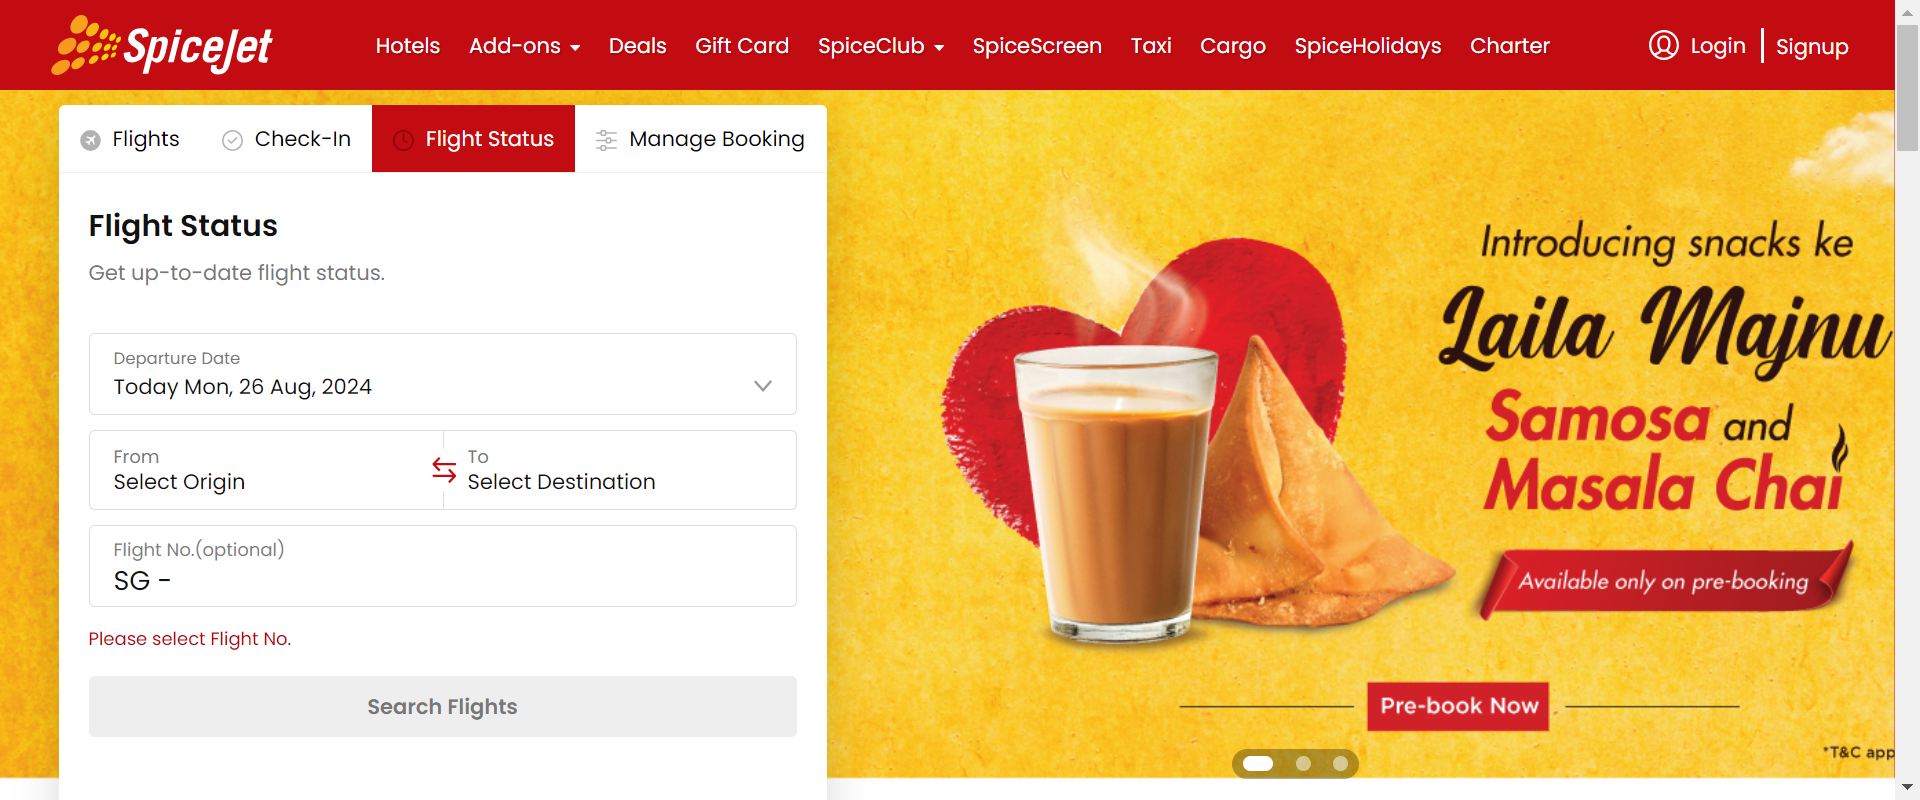 SpiceJet
Hotels Add-ons Deals Gift Card SpiceClub SpiceScreen Taxi Cargo SpiceHolidays Charter Login Signup
Flights Check-In Flight Status Manage Booking
Flight Status
Get up-to-date flight status.
Departure Date
Today Mon, 26 Aug, 2024
From To
Select Origin Select Destination
Flight No.(optional)
SG -
Please select Flight No.
Search Flights
Introducing snacks ke
Laila Majnu
Samosa and
Masala Chai
Available only on pre-booking
Pre-book Now
*T&C app